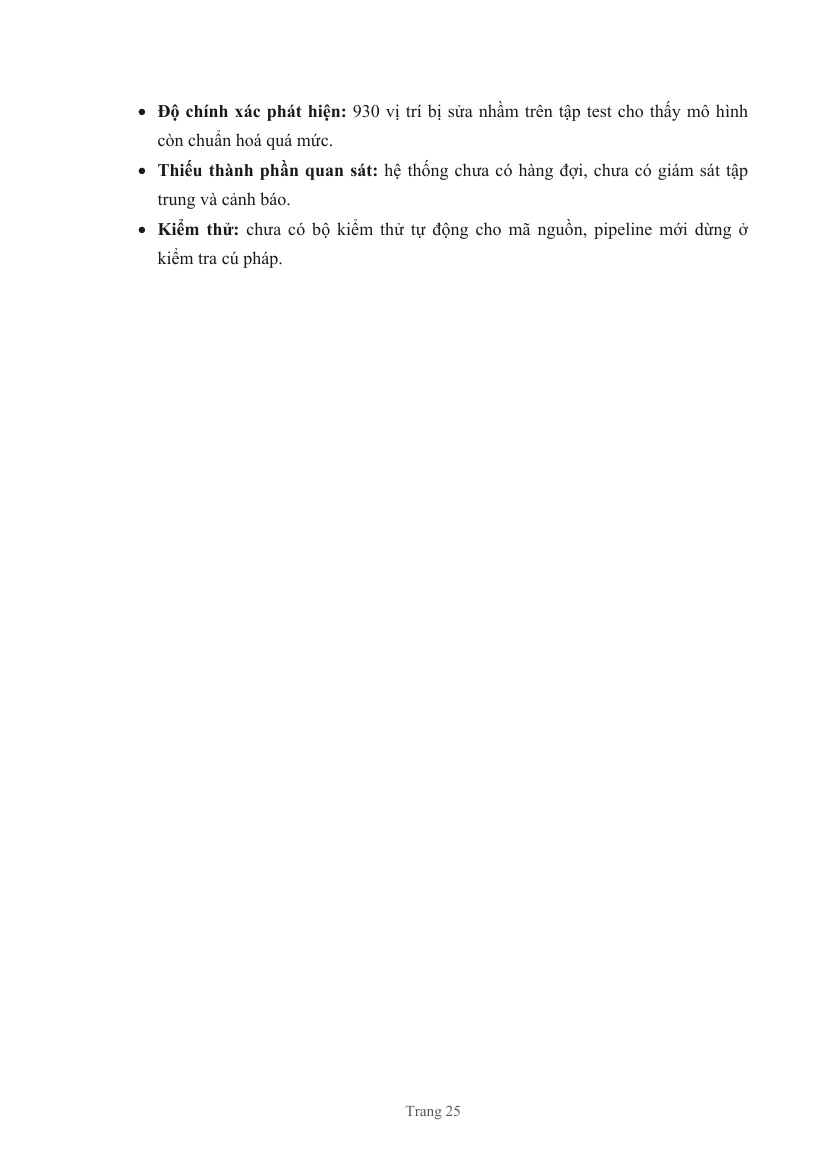 • Độ chính xác phát hiện: 930 vị trí bị sửa nhầm trên tập test cho thấy mô hình
còn chuẩn hoá quá mức.
• Thiếu thành phần quan sát: hệ thống chưa có hàng đợi, chưa có giám sát tập
trung và cảnh báo.
• Kiểm thử: chưa có bộ kiểm thử tự động cho mã nguồn, pipeline mới dừng ở
kiểm tra cú pháp.
Trang 25